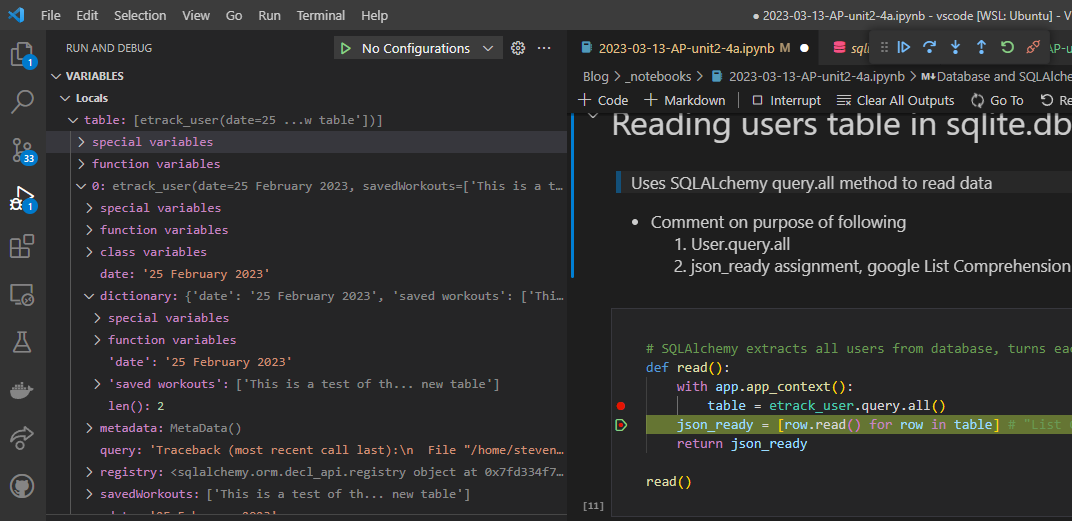 File Edit Selection View Go Run Terminal Help
● 2023-03-13-AP-unit2-4a.ipynb - vscode [WSL: Ubuntu] - V
RUN AND DEBUG
No Configurations
VARIABLES
Locals
table: [etrack_user(date=25 ...w table'])]
special variables
function variables
0: etrack_user(date=25 February 2023, savedWorkouts=['This is a t...
special variables
function variables
class variables
date: '25 February 2023'
dictionary: {'date': '25 February 2023', 'saved workouts': ['Thi...
special variables
function variables
'date': '25 February 2023'
'saved workouts': ['This is a test of th... new table']
len(): 2
metadata: MetaData()
query: 'Traceback (most recent call last):\n  File "/home/steven...
registry: <sqlalchemy.orm.decl_api.registry object at 0x7fd334f7...
savedWorkouts: ['This is a test of th... new table']
1
33
1
2023-03-13-AP-unit2-4a.ipynb M ●
Blog > _notebooks > 2023-03-13-AP-unit2-4a.ipynb > M↓Database and SQLAlche
Code Markdown Interrupt Clear All Outputs Go To Re
Reading users table in sqlite.db
Uses SQLALchemy query.all method to read data
• Comment on purpose of following
1. User.query.all
2. json_ready assignment, google List Comprehension
# SQLAlchemy extracts all users from database, turns eac
def read():
with app.app_context():
table = etrack_user.query.all()
json_ready = [row.read() for row in table] # "List
return json_ready
read()
[11]